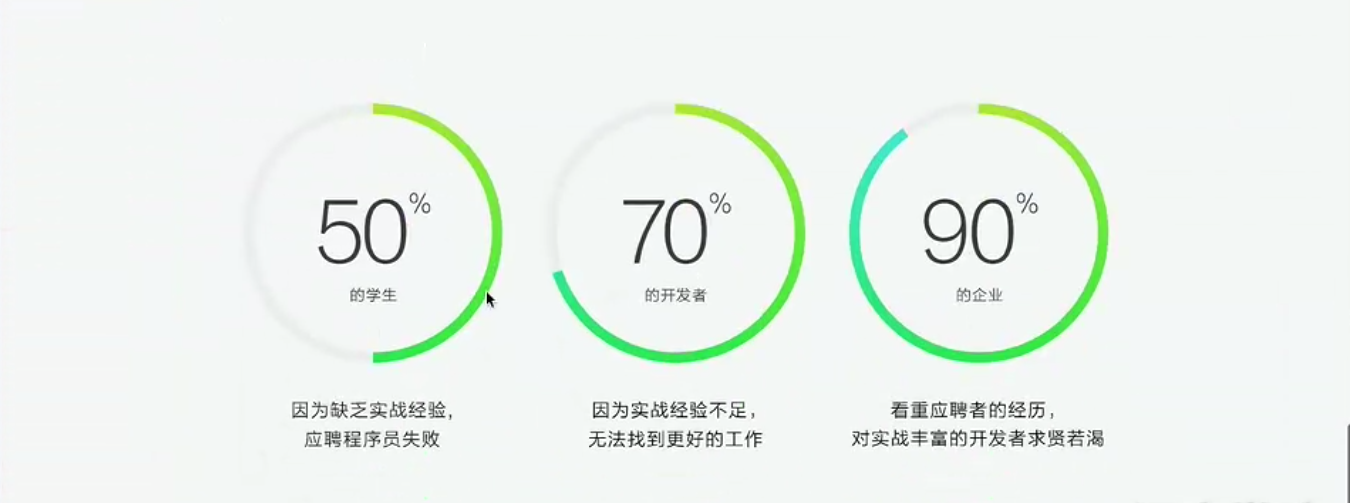 50%
的学生
因为缺乏实战经验，
应聘程序员失败
70%
的开发者
因为实战经验不足，
无法找到更好的工作
90%
的企业
看重应聘者的经历，
对实战丰富的开发者求贤若渴